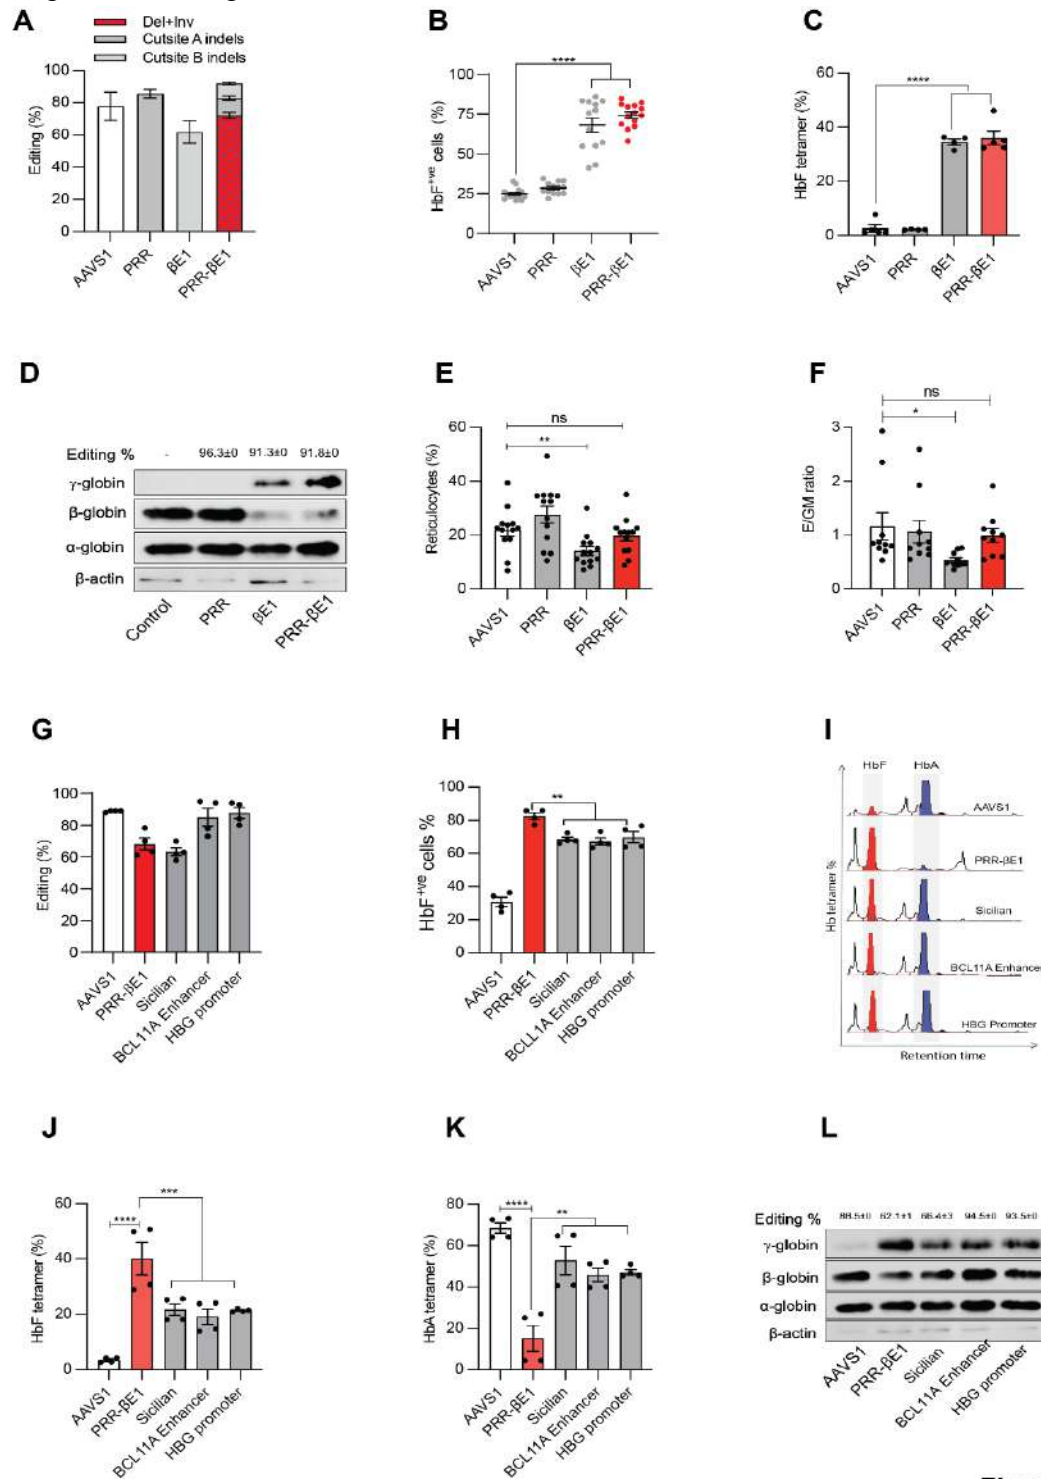 A
Del+Inv
Cutsite A indels
Cutsite B indels
Editing (%)
100
80
60
40
20
0
AAVS1
PRR
βE1
PRR-βE1
B
****
HbF+ve cells (%)
100
75
50
25
0
AAVS1
PRR
βE1
PRR-βE1
C
****
HbF tetramer (%)
60
40
20
0
AAVS1
PRR
βE1
PRR-βE1
D
Editing % - 96.3±0 91.3±0 91.8±0
γ-globin
β-globin
α-globin
β-actin
Control
PRR
βE1
PRR-βE1
E
ns
**
Reticulocytes (%)
60
40
20
0
AAVS1
PRR
βE1
PRR-βE1
F
ns
*
E/GM ratio
3
2
1
0
AAVS1
PRR
βE1
PRR-βE1
G
Editing (%)
100
80
60
40
20
0
AAVS1
PRR-βE1
Sicilian
BCL11A Enhancer
HBG promoter
H
**
HbF+ve cells %
100
80
60
40
20
0
AAVS1
PRR-βE1
Sicilian
BCLL1A Enhancer
HBG promoter
I
HbF HbA
Hb tetramer %
AAVS1
PRR-βE1
Sicilian
BCL11A Enhancer
HBG Promoter
Retention time
J
****
***
HbF tetramer (%)
60
40
20
0
AAVS1
PRR-βE1
Sicilian
BCL11A Enhancer
HBG promoter
K
****
**
HbA tetramer (%)
80
60
40
20
0
AAVS1
PRR-βE1
Sicilian
BCL11A Enhancer
HBG promoter
L
Editing % 88.5±0 62.1±1 66.4±3 94.5±0 93.5±0
γ-globin
β-globin
α-globin
β-actin
AAVS1
PRR-βE1
Sicilian
BCL11A Enhancer
HBG promoter